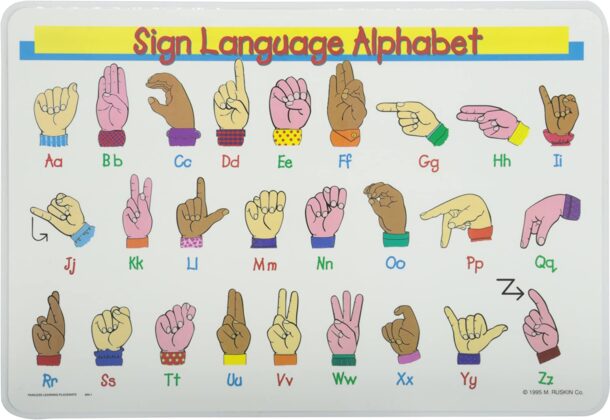 Sign Language Alphabet
Aa Bb Cc Dd Ee Ff Gg Hh Ii
Jj Kk Ll Mm Nn Oo Pp Qq
Z
Rr Ss Tt Uu Vv Ww Xx Yy Zz
PAINLESS LEARNING PLACEMATS
© 1995 M. RUSKIN Co.